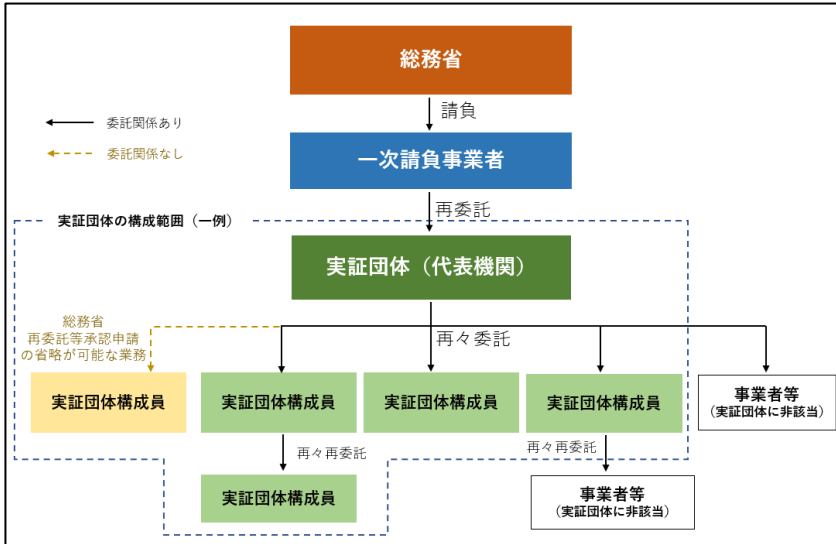 総務省
請負
委託関係あり
委託関係なし
一次請負事業者
再委託
実証団体の構成範囲（一例）
実証団体（代表機関）
総務省
再委託等承認申請
の省略が可能な業務
再々委託
実証団体構成員
実証団体構成員
実証団体構成員
実証団体構成員
事業者等
（実証団体に非該当）
再々再委託
再々再委託
実証団体構成員
事業者等
（実証団体に非該当）